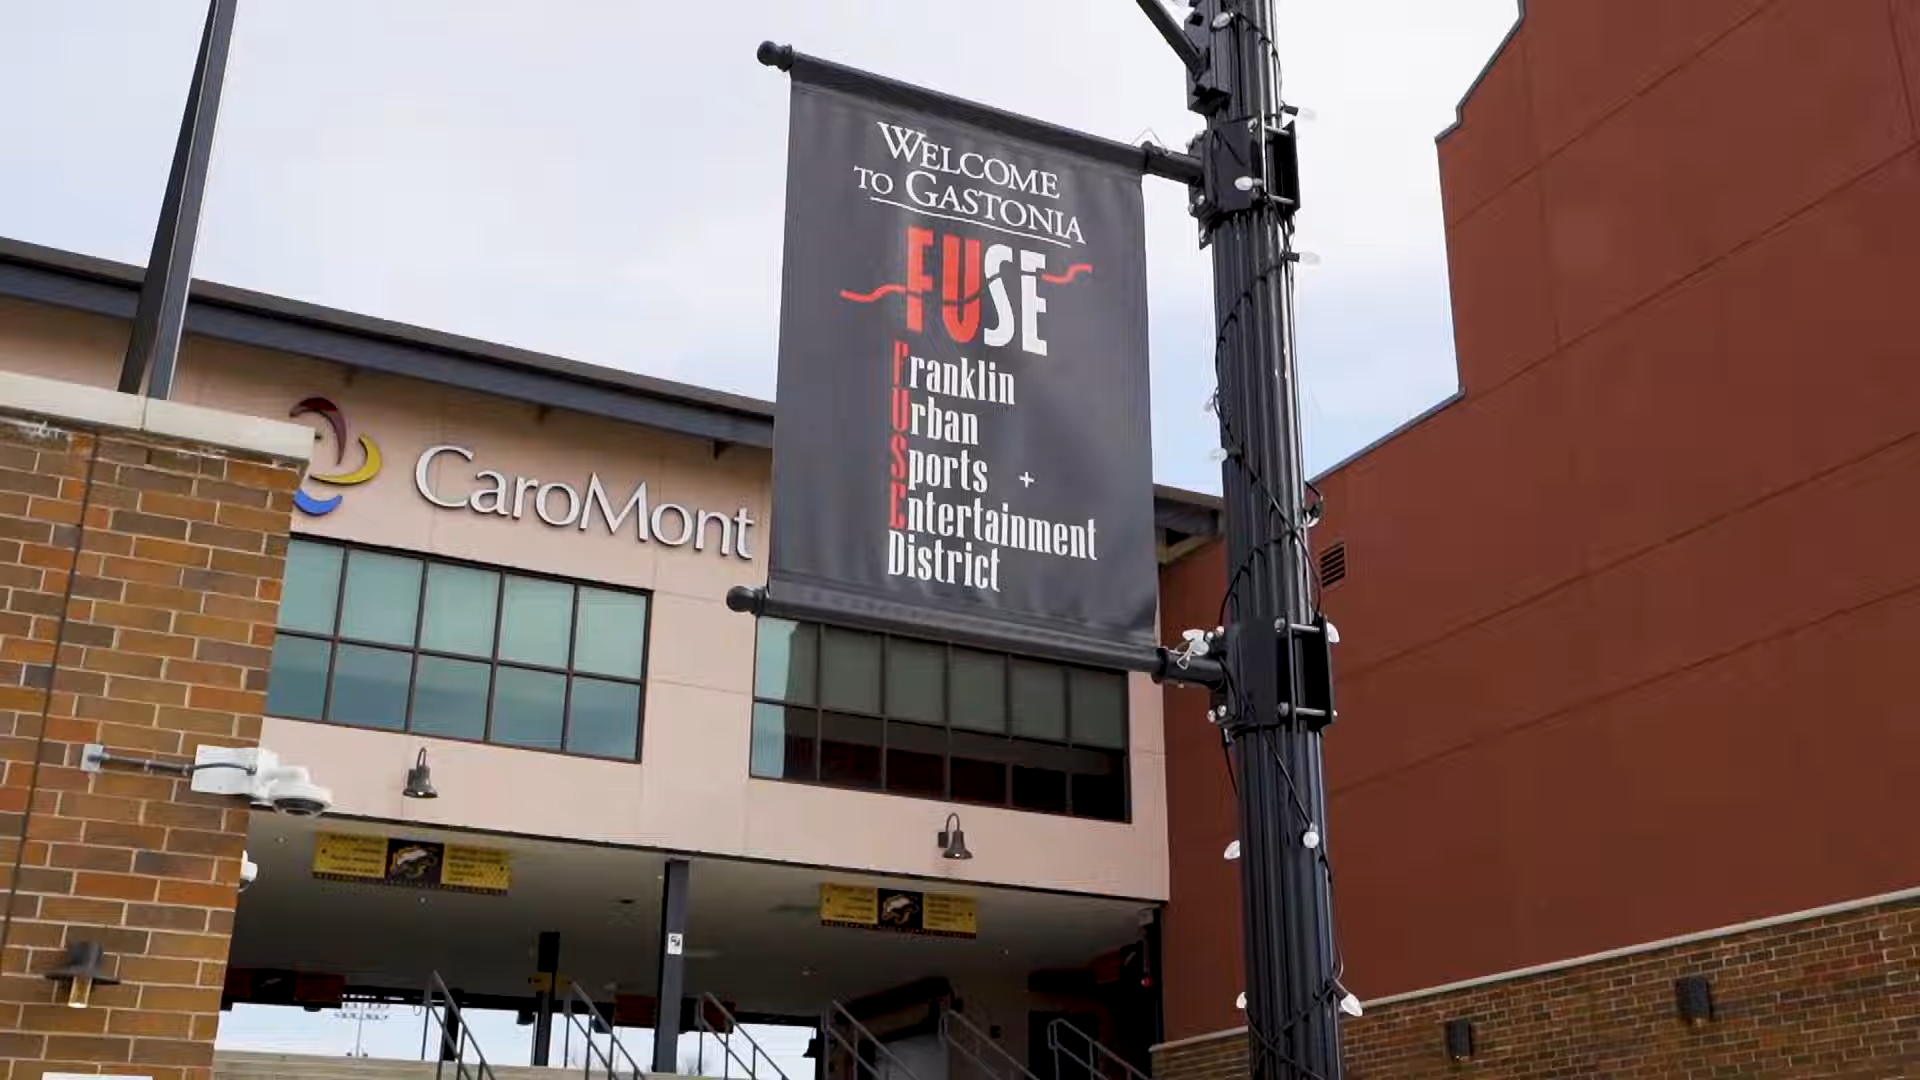 WELCOME
TO GASTONIA
FUSE
Franklin
Urban
Sports +
Entertainment
District
CaroMont